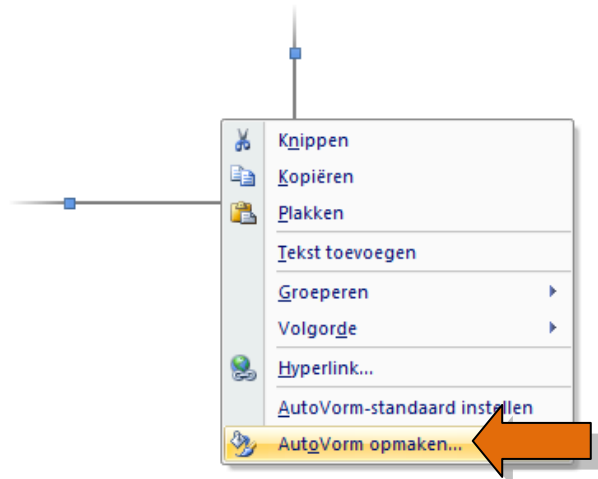 Knippen
Kopiëren
Plakken
Tekst toevoegen
Groeperen
Volgorde
Hyperlink...
AutoVorm-standaard instellen
AutoVorm opmaken...